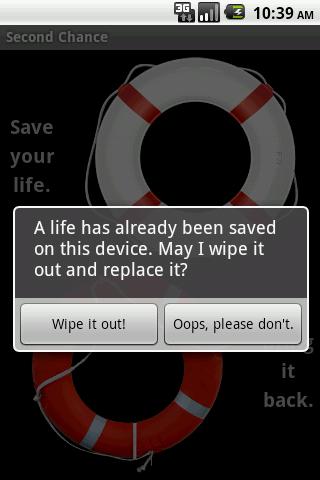 3G
10:39 AM
Second Chance
Save
your
life.
A life has already been saved
on this device. May I wipe it
out and replace it?
Wipe it out!
Oops, please don't.
it
back.